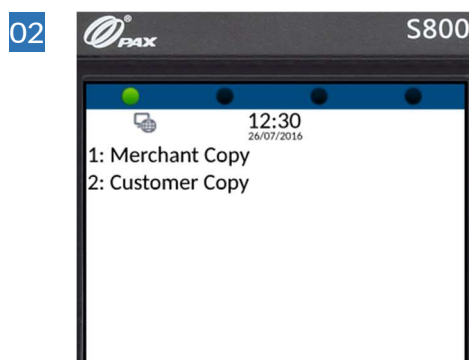 02
PAX
S800
12:30
26/07/2016
1: Merchant Copy
2: Customer Copy